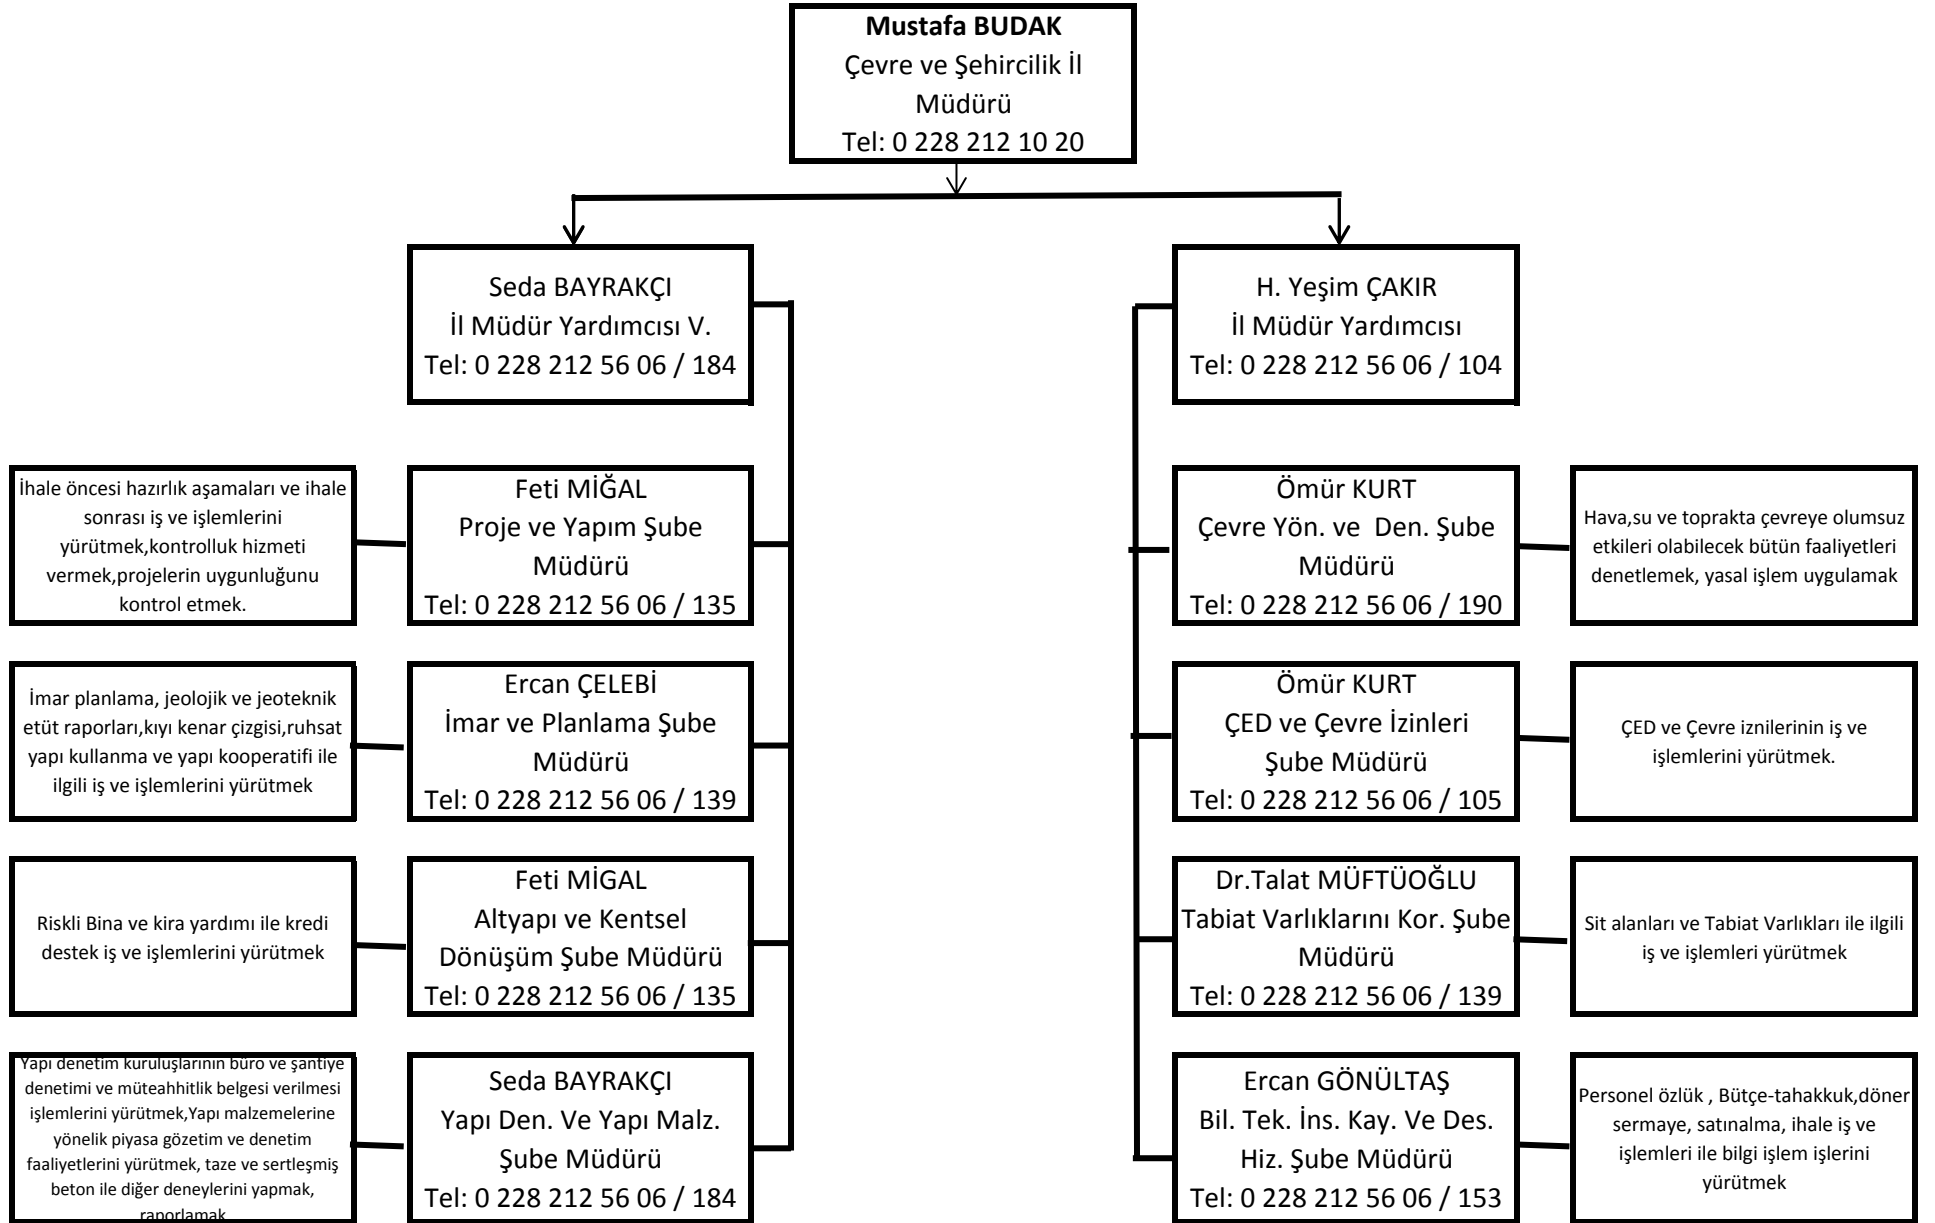 Mustafa BUDAK
Çevre ve Şehircilik İl
Müdürü
Tel: 0 228 212 10 20
Seda BAYRAKÇI
İl Müdür Yardımcısı V.
Tel: 0 228 212 56 06 / 184
H. Yeşim ÇAKIR
İl Müdür Yardımcısı
Tel: 0 228 212 56 06 / 104
İhale öncesi hazırlık aşamaları ve ihale
sonrası iş ve işlemlerini
yürütmek,kontrolluk hizmeti
vermek,projelerin uygunluğunu
kontrol etmek.
Feti MİĞAL
Proje ve Yapım Şube
Müdürü
Tel: 0 228 212 56 06 / 135
Ömür KURT
Çevre Yön. ve  Den. Şube
Müdürü
Tel: 0 228 212 56 06 / 190
Hava,su ve toprakta çevreye olumsuz
etkileri olabilecek bütün faaliyetleri
denetlemek, yasal işlem uygulamak
İmar planlama, jeolojik ve jeoteknik
etüt raporları,kıyı kenar çizgisi,ruhsat
yapı kullanma ve yapı kooperatifi ile
ilgili iş ve işlemlerini yürütmek
Ercan ÇELEBİ
İmar ve Planlama Şube
Müdürü
Tel: 0 228 212 56 06 / 139
Ömür KURT
ÇED ve Çevre İzinleri
Şube Müdürü
Tel: 0 228 212 56 06 / 105
ÇED ve Çevre iznilerinin iş ve
işlemlerini yürütmek.
Riskli Bina ve kira yardımı ile kredi
destek iş ve işlemlerini yürütmek
Feti MİGAL
Altyapı ve Kentsel
Dönüşüm Şube Müdürü
Tel: 0 228 212 56 06 / 135
Dr.Talat MÜFTÜOĞLU
Tabiat Varlıklarını Kor. Şube
Müdürü
Tel: 0 228 212 56 06 / 139
Sit alanları ve Tabiat Varlıkları ile ilgili
iş ve işlemleri yürütmek
Yapı denetim kuruluşlarının büro ve şantiye
denetimi ve müteahhitlik belgesi verilmesi
işlemlerini yürütmek,Yapı malzemelerine
yönelik piyasa gözetim ve denetim
faaliyetlerini yürütmek, taze ve sertleşmiş
beton ile diğer deneylerini yapmak,
raporlamak
Seda BAYRAKÇI
Yapı Den. Ve Yapı Malz.
Şube Müdürü
Tel: 0 228 212 56 06 / 184
Ercan GÖNÜLTAŞ
Bil. Tek. İns. Kay. Ve Des.
Hiz. Şube Müdürü
Tel: 0 228 212 56 06 / 153
Personel özlük , Bütçe-tahakkuk,döner
sermaye, satınalma, ihale iş ve
işlemleri ile bilgi işlem işlerini
yürütmek